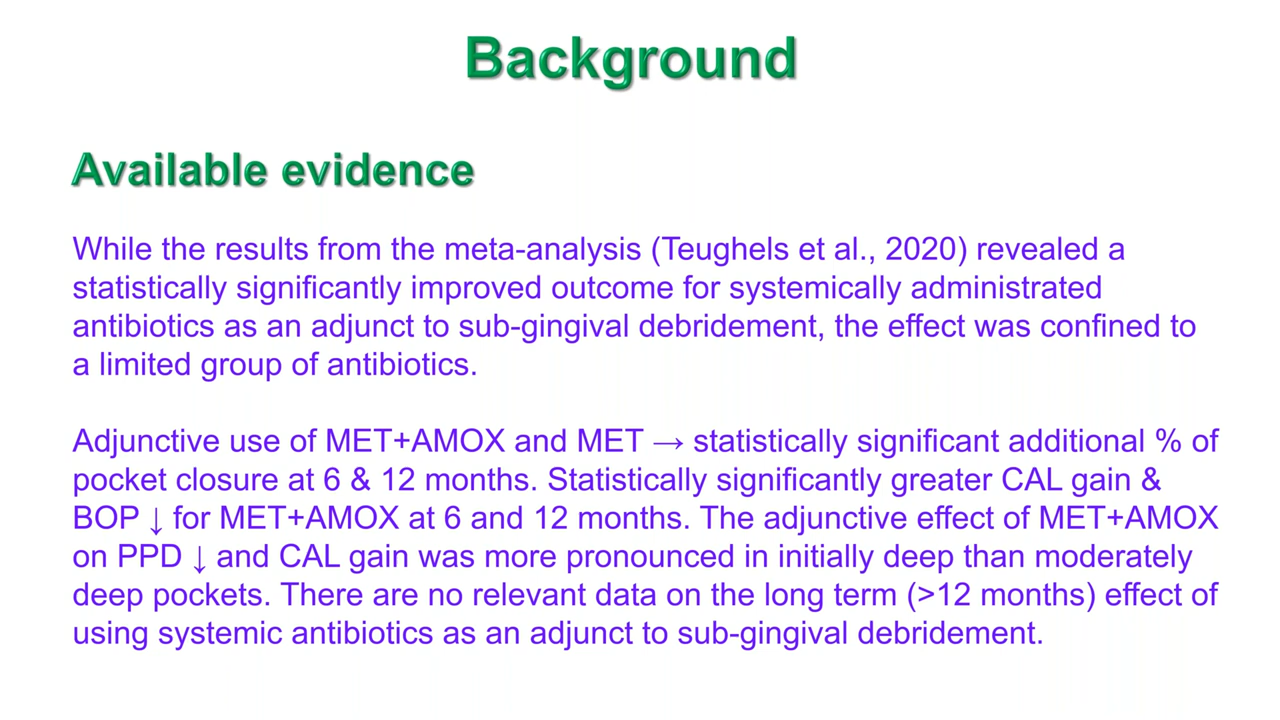 Background
Available evidence
While the results from the meta-analysis (Teughels et al., 2020) revealed a
statistically significantly improved outcome for systemically administrated
antibiotics as an adjunct to sub-gingival debridement, the effect was confined to
a limited group of antibiotics.
Adjunctive use of MET+AMOX and MET → statistically significant additional % of
pocket closure at 6 & 12 months. Statistically significantly greater CAL gain &
BOP ↓ for MET+AMOX at 6 and 12 months. The adjunctive effect of MET+AMOX
on PPD ↓ and CAL gain was more pronounced in initially deep than moderately
deep pockets. There are no relevant data on the long term (>12 months) effect of
using systemic antibiotics as an adjunct to sub-gingival debridement.